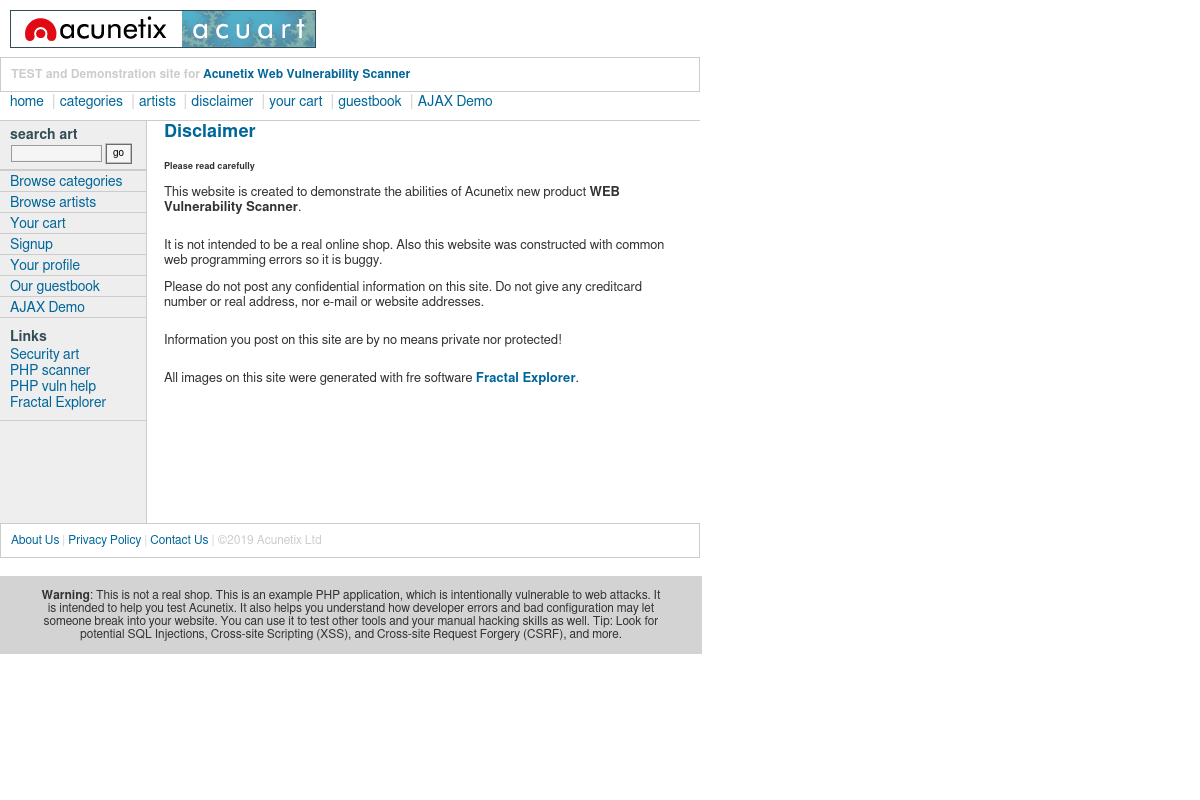 acunetix acuart
TEST and Demonstration site for Acunetix Web Vulnerability Scanner
home | categories | artists | disclaimer | your cart | guestbook | AJAX Demo
search art
go
Browse categories
Browse artists
Your cart
Signup
Your profile
Our guestbook
AJAX Demo
Links
Security art
PHP scanner
PHP vuln help
Fractal Explorer
Disclaimer
Please read carefully
This website is created to demonstrate the abilities of Acunetix new product WEB
Vulnerability Scanner.
It is not intended to be a real online shop. Also this website was constructed with common
web programming errors so it is buggy.
Please do not post any confidential information on this site. Do not give any creditcard
number or real address, nor e-mail or website addresses.
Information you post on this site are by no means private nor protected!
All images on this site were generated with fre software Fractal Explorer.
About Us | Privacy Policy | Contact Us | ©2019 Acunetix Ltd
Warning: This is not a real shop. This is an example PHP application, which is intentionally vulnerable to web attacks. It
is intended to help you test Acunetix. It also helps you understand how developer errors and bad configuration may let
someone break into your website. You can use it to test other tools and your manual hacking skills as well. Tip: Look for
potential SQL Injections, Cross-site Scripting (XSS), and Cross-site Request Forgery (CSRF), and more.